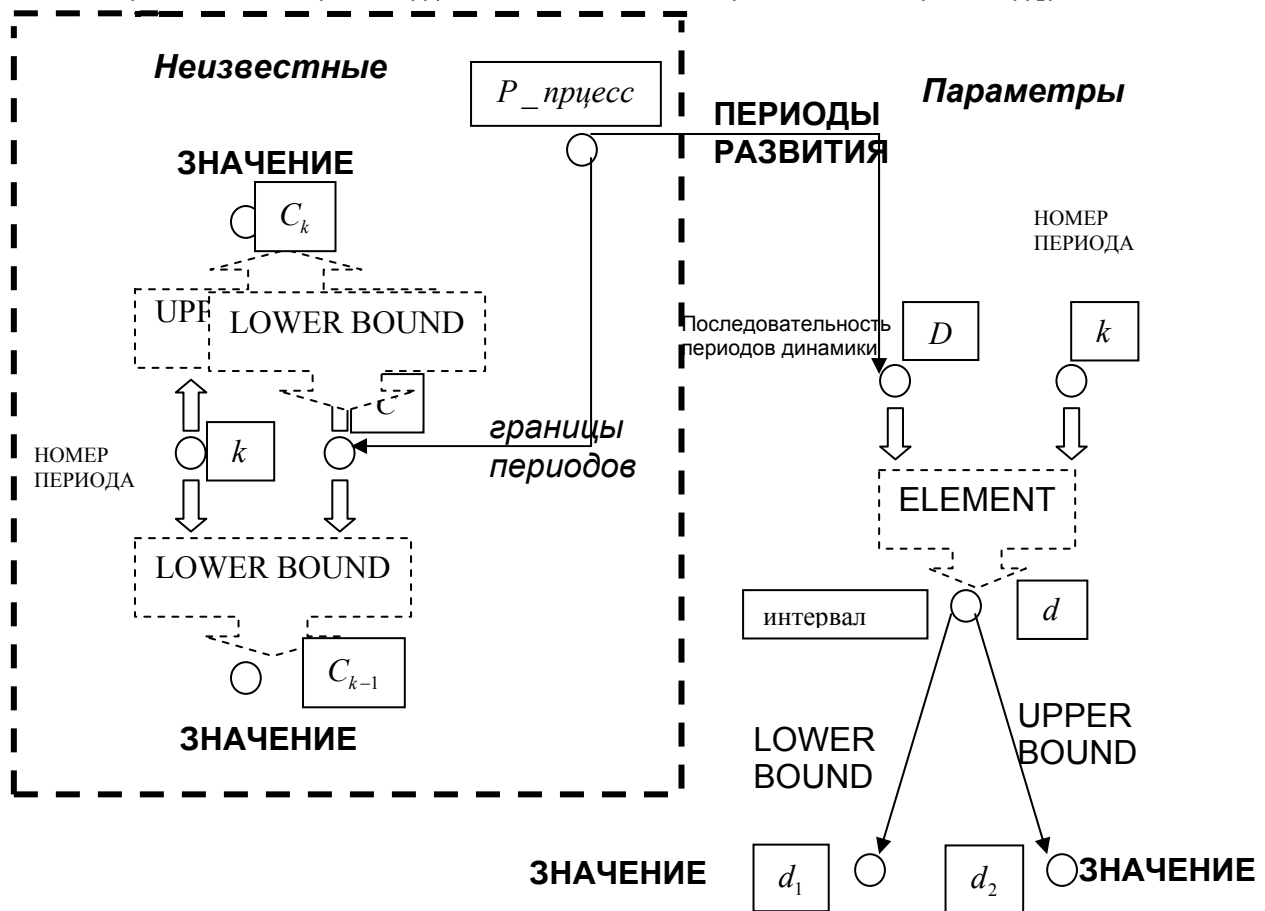 Неизвестные
P_прцесс
Параметры
ПЕРИОДЫ
РАЗВИТИЯ
ЗНАЧЕНИЕ
C_k
НОМЕР
ПЕРИОДА
LOWER BOUND
Последовательность
периодов динамики
D
k
C
границы
периодов
НОМЕР
ПЕРИОДА
k
ELEMENT
LOWER BOUND
интервал
d
C_{k-1}
ЗНАЧЕНИЕ
LOWER
BOUND
UPPER
BOUND
ЗНАЧЕНИЕ
d_1
d_2
ЗНАЧЕНИЕ